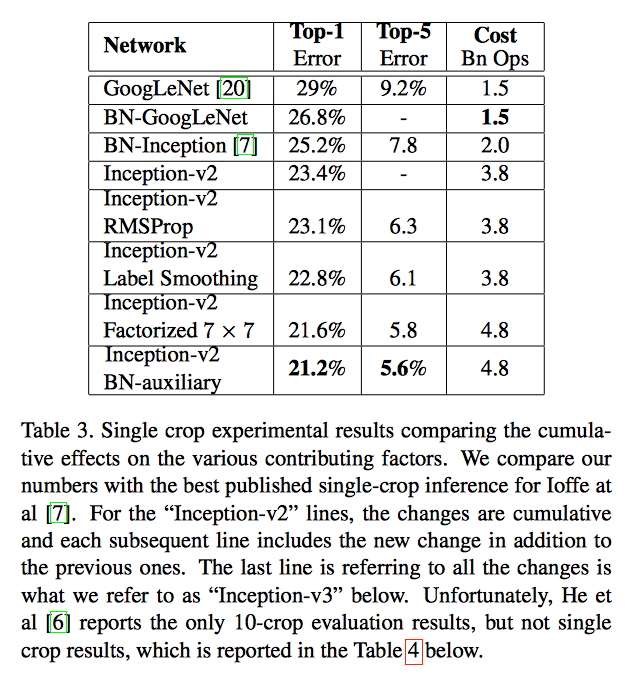 Network Top-1 Error Top-5 Error Cost Bn Ops
GoogLeNet [20] 29% 9.2% 1.5
BN-GoogLeNet 26.8% - 1.5
BN-Inception [7] 25.2% 7.8 2.0
Inception-v2 23.4% - 3.8
Inception-v2 RMSProp 23.1% 6.3 3.8
Inception-v2 Label Smoothing 22.8% 6.1 3.8
Inception-v2 Factorized 7 × 7 21.6% 5.8 4.8
Inception-v2 BN-auxiliary 21.2% 5.6% 4.8
Table 3. Single crop experimental results comparing the cumula-
tive effects on the various contributing factors. We compare our
numbers with the best published single-crop inference for Ioffe at
al [7]. For the “Inception-v2” lines, the changes are cumulative
and each subsequent line includes the new change in addition to
the previous ones. The last line is referring to all the changes is
what we refer to as “Inception-v3” below. Unfortunately, He et
al [6] reports the only 10-crop evaluation results, but not single
crop results, which is reported in the Table 4 below.